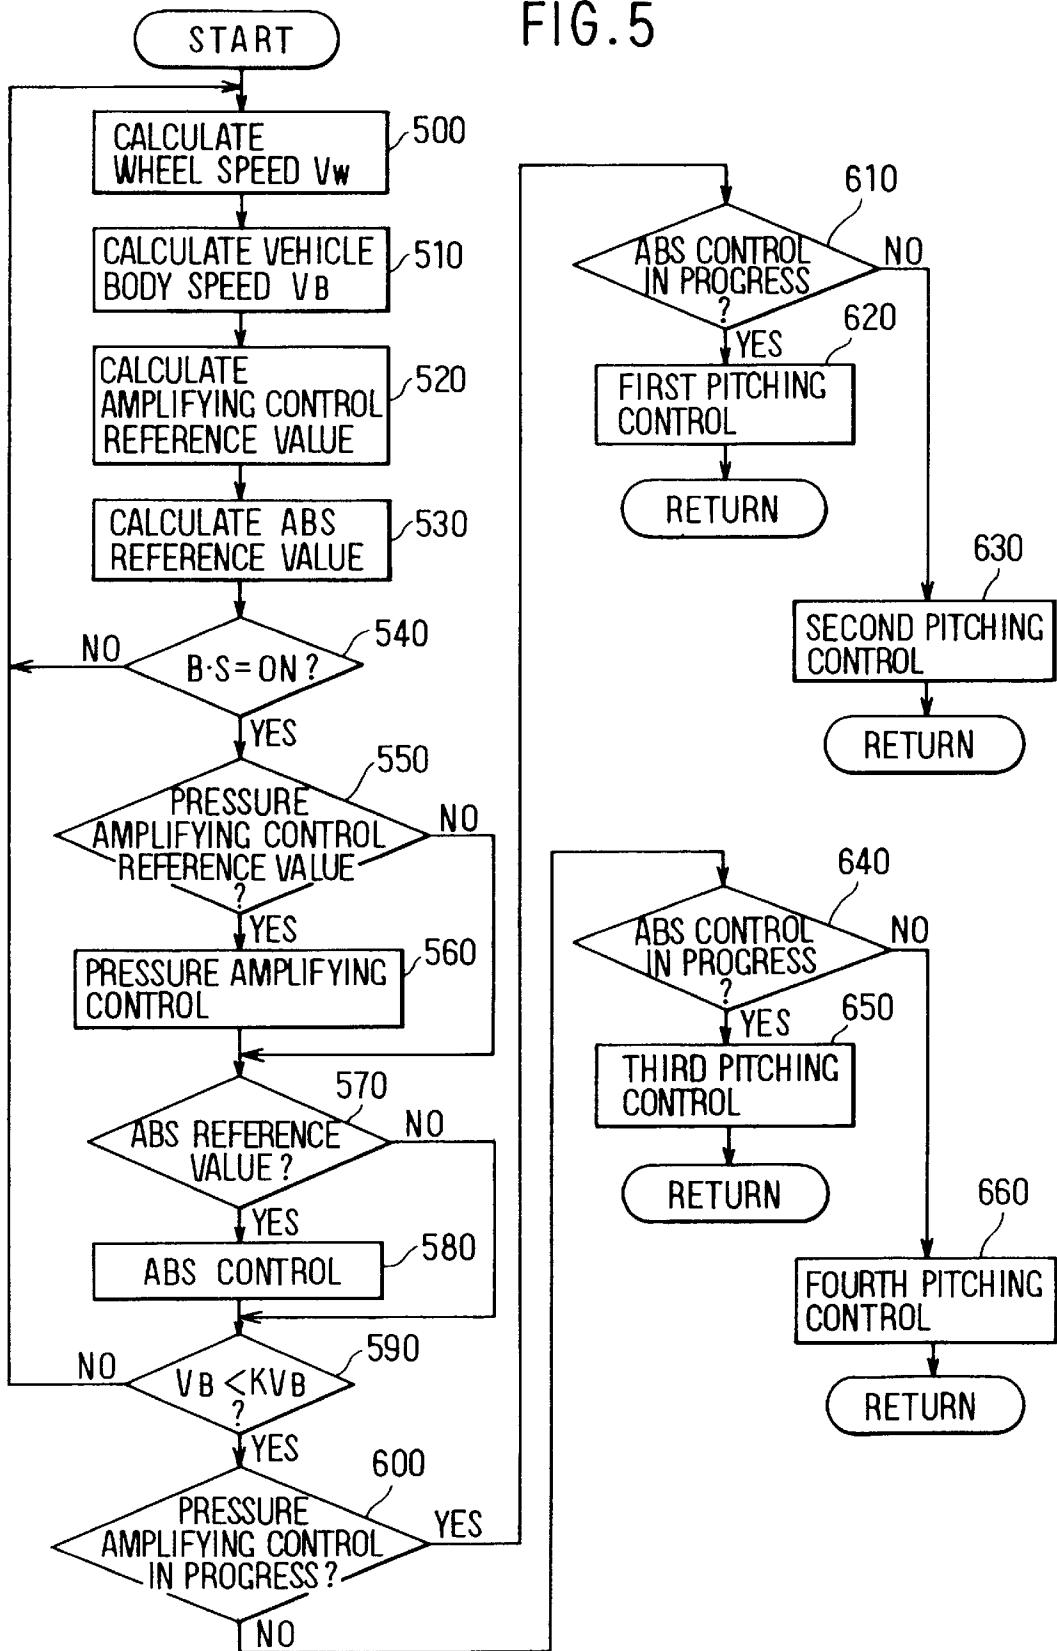 FIG.5
START
CALCULATE
WHEEL SPEED VW
500
CALCULATE VEHICLE
BODY SPEED VB
510
CALCULATE
AMPLIFYING CONTROL
REFERENCE VALUE
520
CALCULATE ABS
REFERENCE VALUE
530
B·S=ON?
540
NO
YES
PRESSURE
AMPLIFYING CONTROL
REFERENCE VALUE
?
550
NO
YES
PRESSURE AMPLIFYING
CONTROL
560
ABS REFERENCE
VALUE?
570
NO
YES
ABS CONTROL
580
VB<KVB
?
590
NO
YES
PRESSURE
AMPLIFYING CONTROL
IN PROGRESS?
600
YES
NO
ABS CONTROL
IN PROGRESS
?
610
NO
YES
FIRST PITCHING
CONTROL
620
RETURN
SECOND PITCHING
CONTROL
630
RETURN
ABS CONTROL
IN PROGRESS
?
640
NO
YES
THIRD PITCHING
CONTROL
650
RETURN
FOURTH PITCHING
CONTROL
660
RETURN